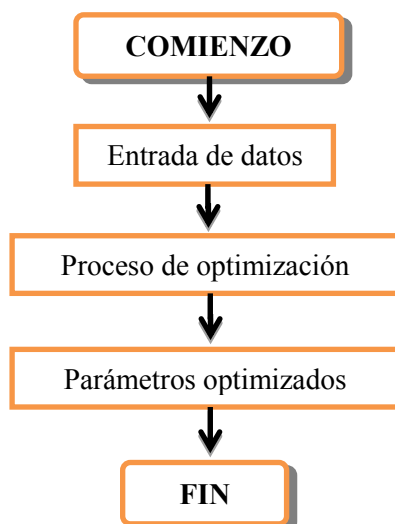 COMIENZO
Entrada de datos
Proceso de optimización
Parámetros optimizados
FIN